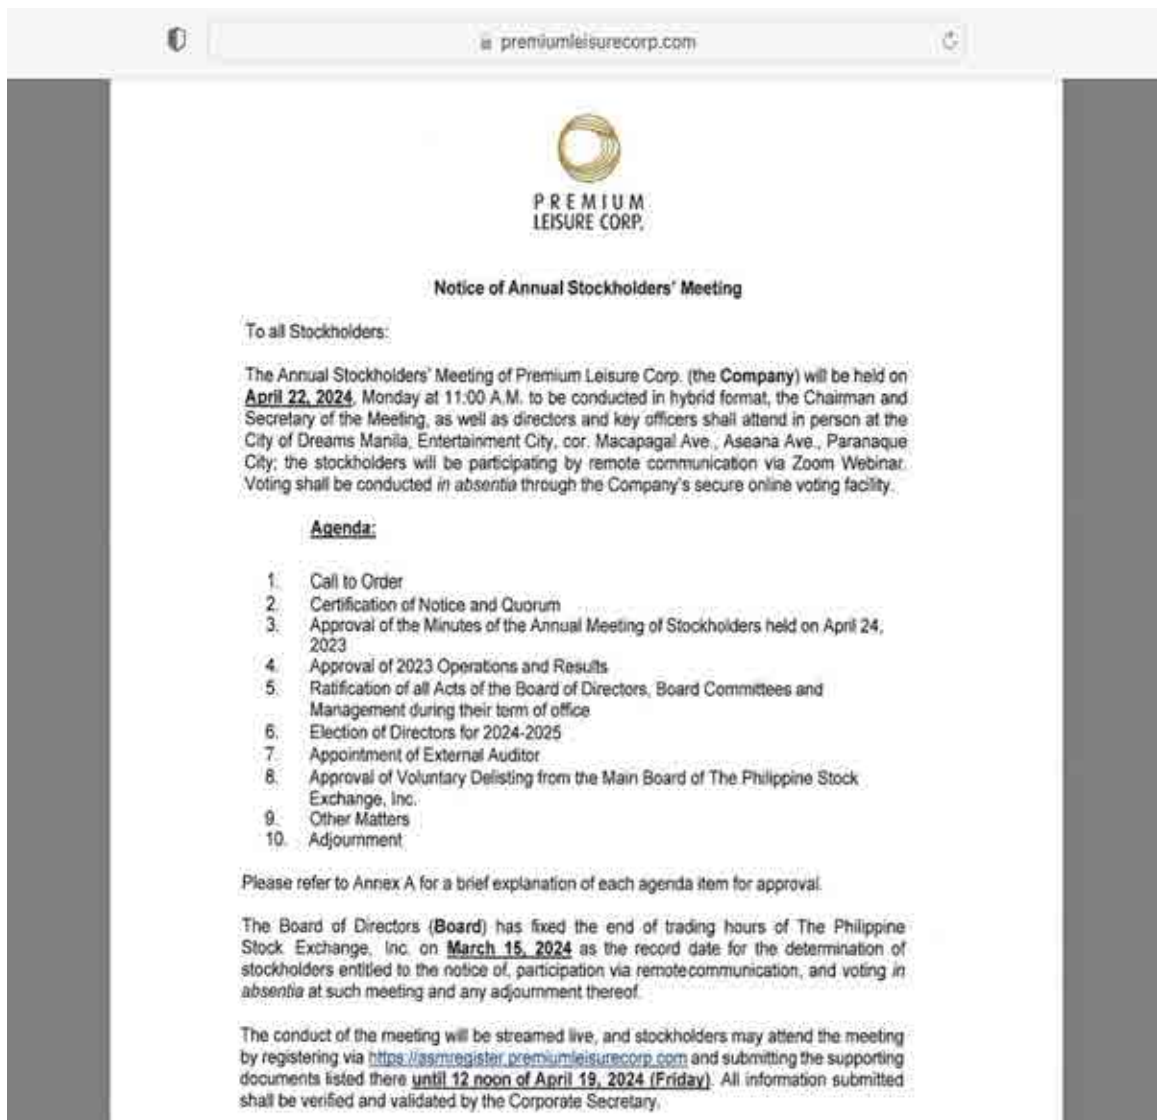 premiumleisurecorp.com
PREMIUM
LEISURE CORP.
Notice of Annual Stockholders' Meeting
To all Stockholders:
The Annual Stockholders' Meeting of Premium Leisure Corp. (the Company) will be held on
April 22, 2024, Monday at 11:00 A.M. to be conducted in hybrid format, the Chairman and
Secretary of the Meeting, as well as directors and key officers shall attend in person at the
City of Dreams Manila, Entertainment City, cor. Macapagal Ave., Aseana Ave., Paranaque
City; the stockholders will be participating by remote communication via Zoom Webinar.
Voting shall be conducted in absentia through the Company's secure online voting facility.
Agenda:
1. Call to Order
2. Certification of Notice and Quorum
3. Approval of the Minutes of the Annual Meeting of Stockholders held on April 24,
2023
4. Approval of 2023 Operations and Results
5. Ratification of all Acts of the Board of Directors, Board Committees and
Management during their term of office
6. Election of Directors for 2024-2025
7. Appointment of External Auditor
8. Approval of Voluntary Delisting from the Main Board of The Philippine Stock
Exchange, Inc.
9. Other Matters
10. Adjournment
Please refer to Annex A for a brief explanation of each agenda item for approval.
The Board of Directors (Board) has fixed the end of trading hours of The Philippine
Stock Exchange, Inc. on March 15, 2024 as the record date for the determination of
stockholders entitled to the notice of, participation via remotecommunication, and voting in
absentia at such meeting and any adjournment thereof.
The conduct of the meeting will be streamed live, and stockholders may attend the meeting
by registering via https://asmregister.premiumleisurecorp.com and submitting the supporting
documents listed there until 12 noon of April 19, 2024 (Friday). All information submitted
shall be verified and validated by the Corporate Secretary.